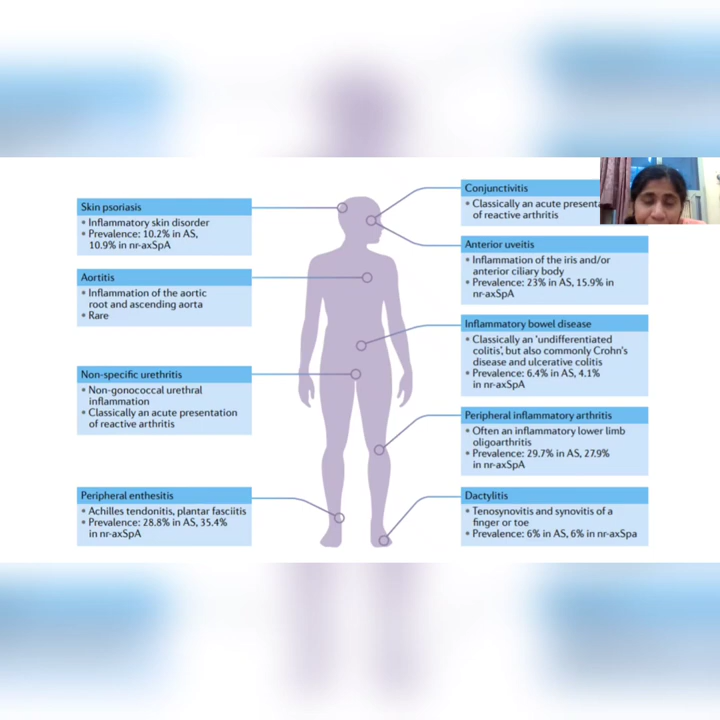 Skin psoriasis
• Inflammatory skin disorder
• Prevalence: 10.2% in AS,
10.9% in nr-axSpA
Aortitis
• Inflammation of the aortic
root and ascending aorta
• Rare
Non-specific urethritis
• Non-gonococcal urethral
inflammation
• Classically an acute presentation
of reactive arthritis
Peripheral enthesitis
• Achilles tendonitis, plantar fasciitis
• Prevalence: 28.8% in AS, 35.4%
in nr-axSpA
Conjunctivitis
• Classically an acute
of reactive arthritis
Anterior uveitis
• Inflammation of the iris and/or
anterior ciliary body
• Prevalence: 23% in AS, 15.9% in
nr-axSpA
Inflammatory bowel disease
• Classically an 'undifferentiated
colitis', but also commonly Crohn's
disease and ulcerative colitis
• Prevalence: 6.4% in AS, 4.1%
in nr-axSpA
Peripheral inflammatory arthritis
• Often an inflammatory lower limb
oligoarthritis
• Prevalence: 29.7% in AS, 27.9%
in nr-axSpA
Dactylitis
• Tenosynovitis and synovitis of a
finger or toe
• Prevalence: 6% in AS, 6% in nr-axSpa